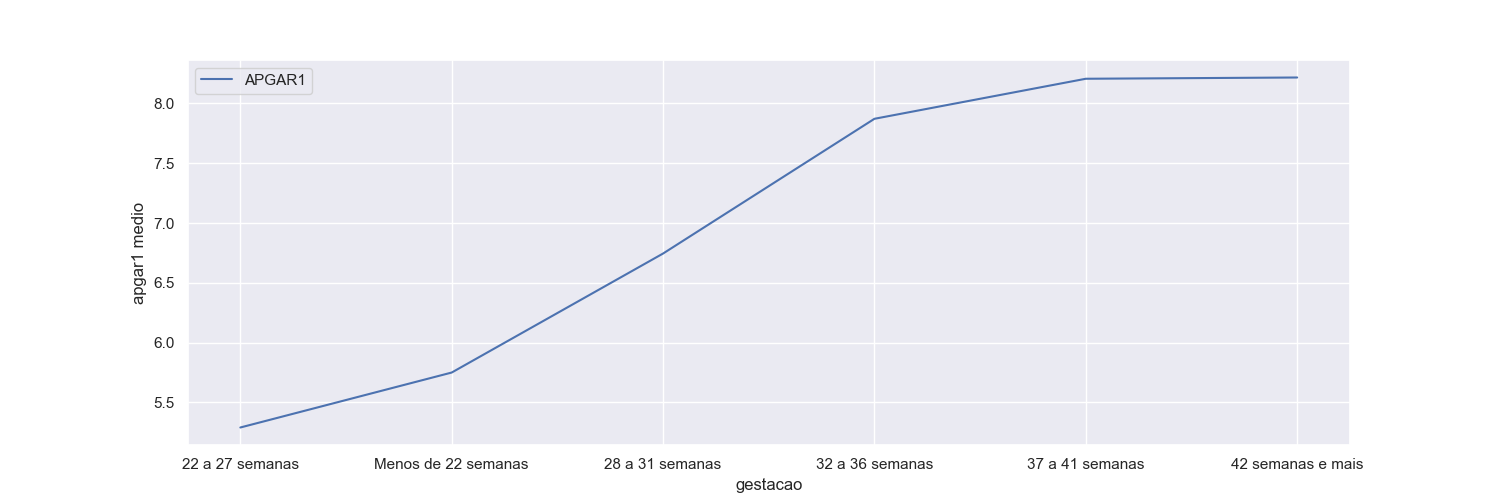 APGAR1
8.0
7.5
7.0
6.5
6.0
5.5
apgar1 medio
22 a 27 semanas
Menos de 22 semanas
28 a 31 semanas
32 a 36 semanas
37 a 41 semanas
42 semanas e mais
gestacao